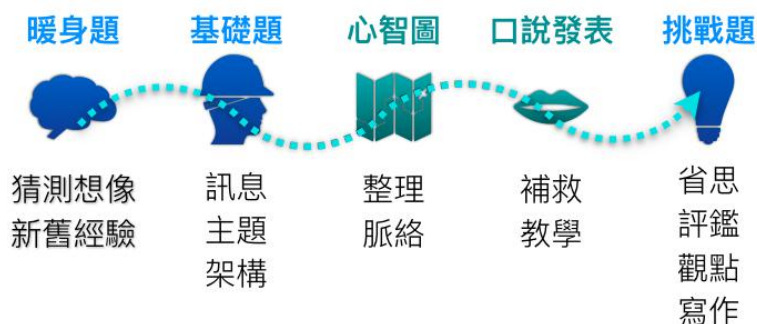 暖身題
基礎題
心智圖
口說發表
挑戰題
猜測想像
新舊經驗
訊息
主題
架構
整理
脈絡
補救
教學
省思
評鑑
觀點
寫作